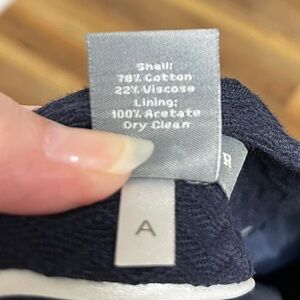 Shell:
78% Cotton
22% Viscose
Lining:
100% Acetate
Dry Clean
A